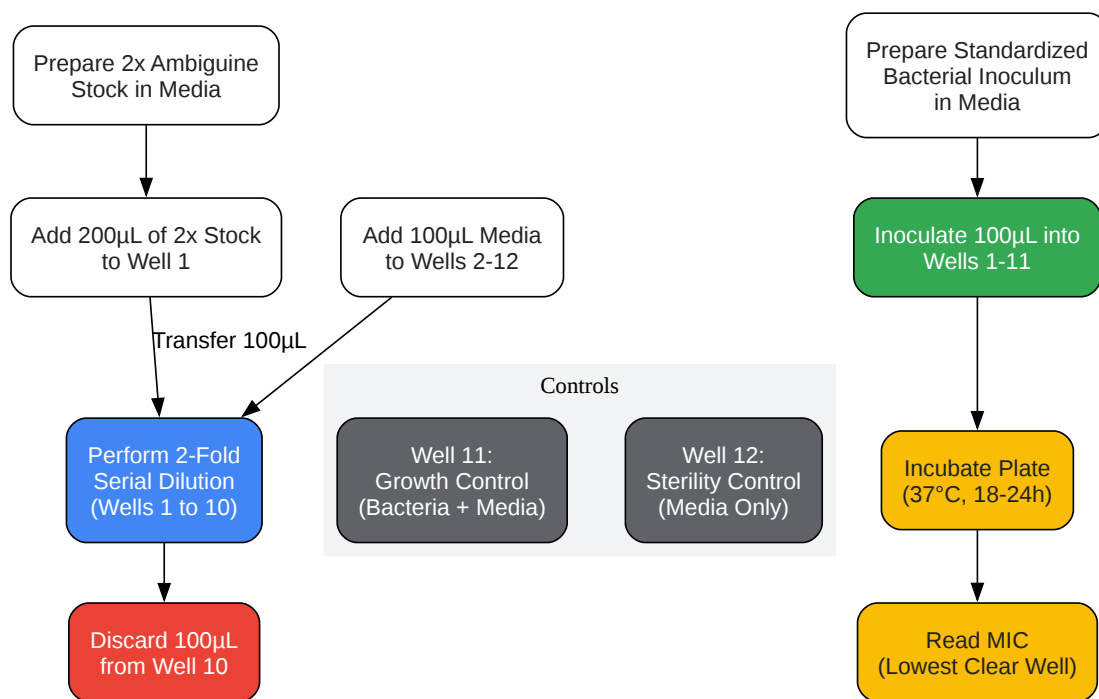 Prepare 2x Ambiguine
Stock in Media
Prepare Standardized
Bacterial Inoculum
in Media
Add 200µL of 2x Stock
to Well 1
Add 100µL Media
to Wells 2-12
Inoculate 100µL into
Wells 1-11
Transfer 100µL
Controls
Perform 2-Fold
Serial Dilution
(Wells 1 to 10)
Well 11:
Growth Control
(Bacteria + Media)
Well 12:
Sterility Control
(Media Only)
Incubate Plate
(37°C, 18-24h)
Discard 100µL
from Well 10
Read MIC
(Lowest Clear Well)